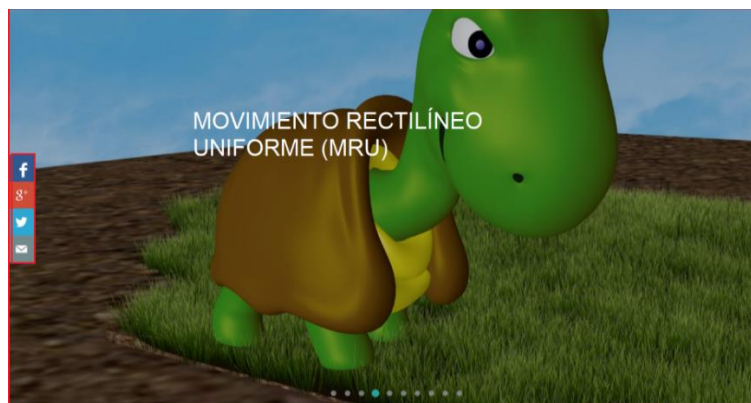 MOVIMIENTO RECTILÍNEO
UNIFORME (MRU)
f
g+